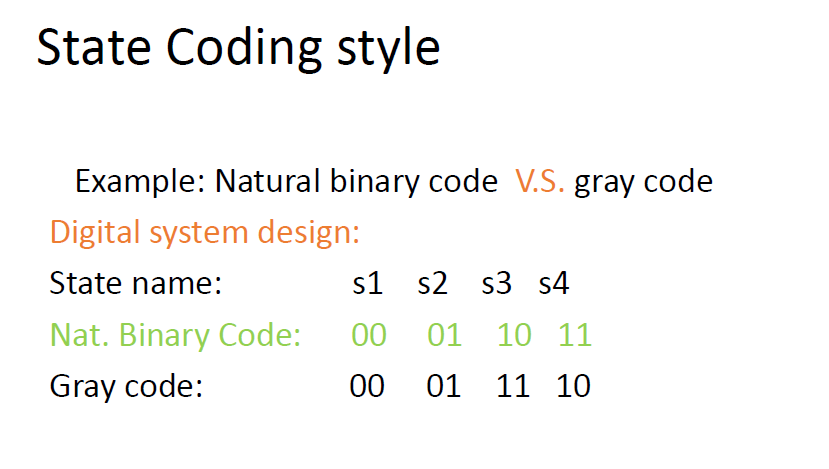 State Coding style
Example: Natural binary code V.S. gray code
Digital system design:
State name: s1 s2 s3 s4
Nat. Binary Code: 00 01 10 11
Gray code: 00 01 11 10